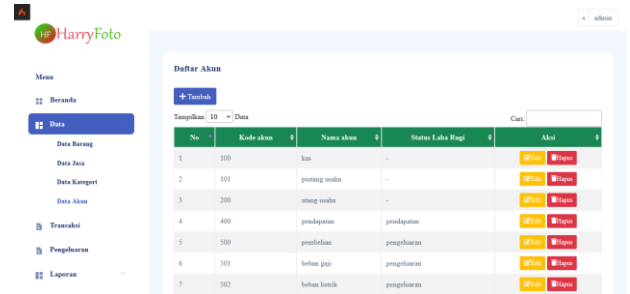 admin
HF HarryFoto
Menu
Beranda
Data
Data Barang
Data Jasa
Data Kategori
Data Akun
Transaksi
Pengeluaran
Laporan
Daftar Akun
+ Tambah
Tampilkan 10 Data
Cari:
No Kode akun Nama akun Status Laba Rugi Aksi
1 100 kas - Edit Hapus
2 101 piutang usaha - Edit Hapus
3 200 utang usaha - Edit Hapus
4 400 pendapatan pendapatan Edit Hapus
5 500 pembelian pengeluaran Edit Hapus
6 501 beban gaji pengeluaran Edit Hapus
7 502 beban listrik pengeluaran Edit Hapus